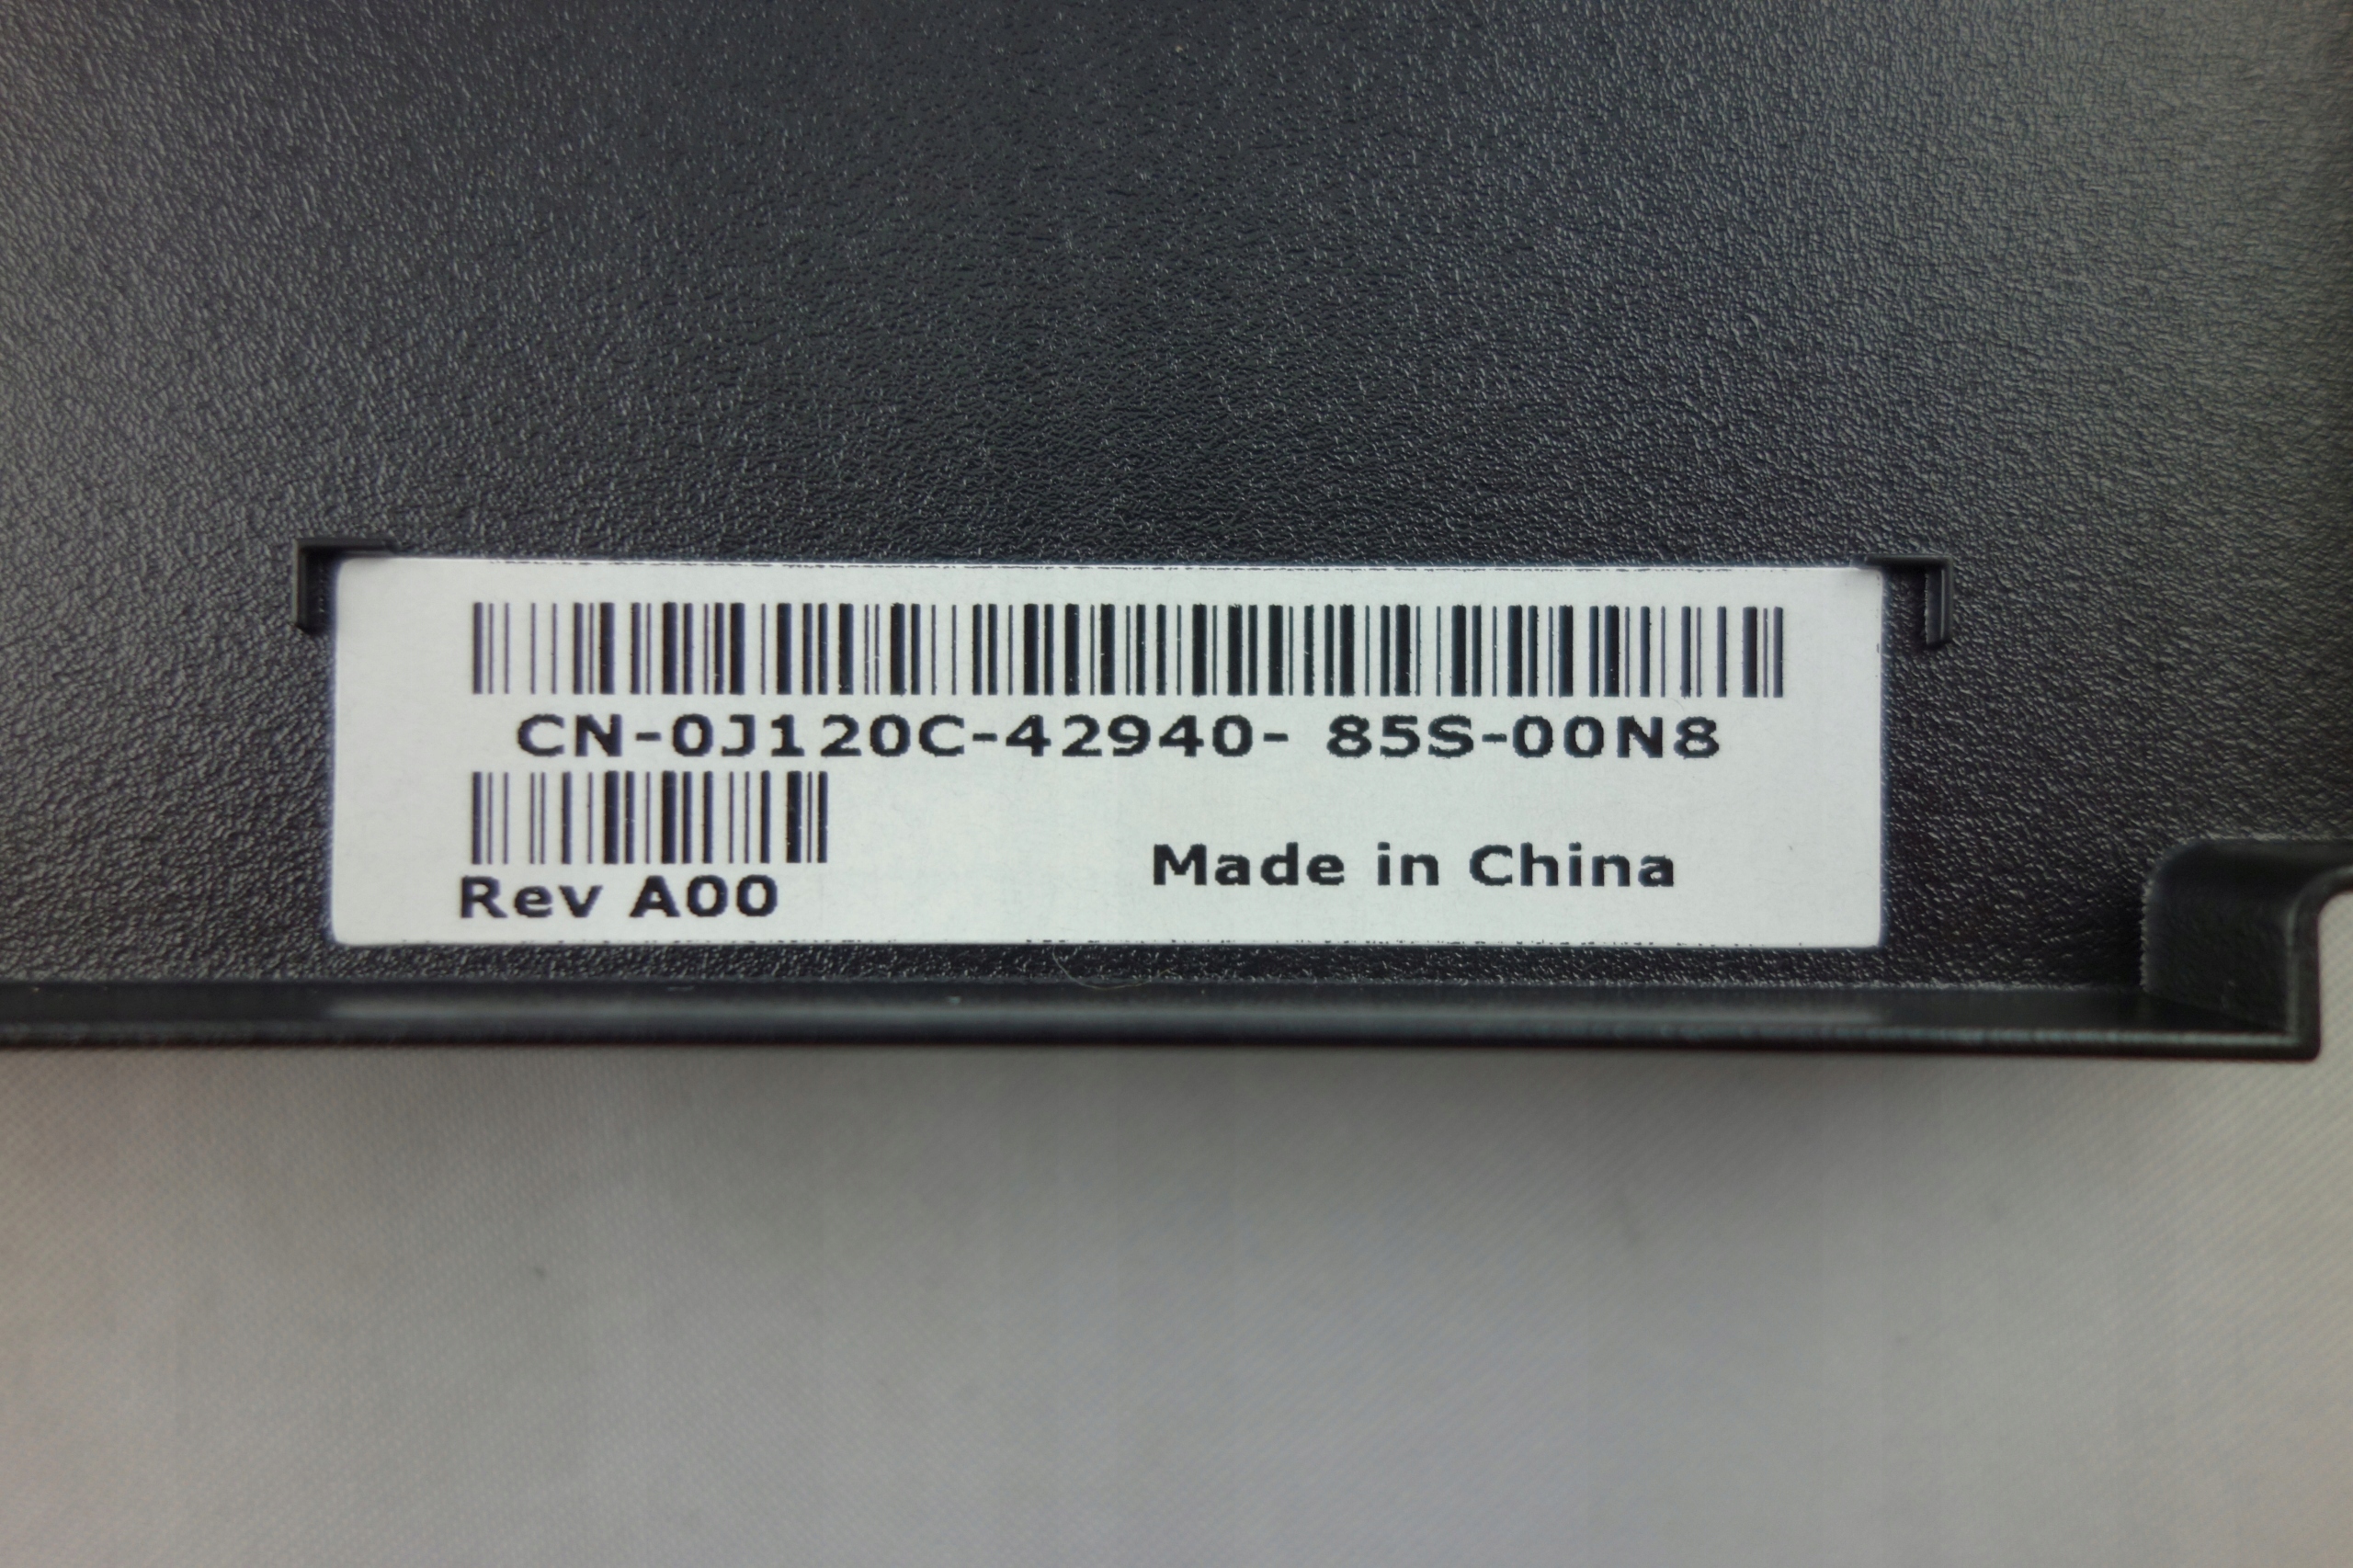 CN-0J120C-42940- 85S-00N8
Rev A00
Made in China